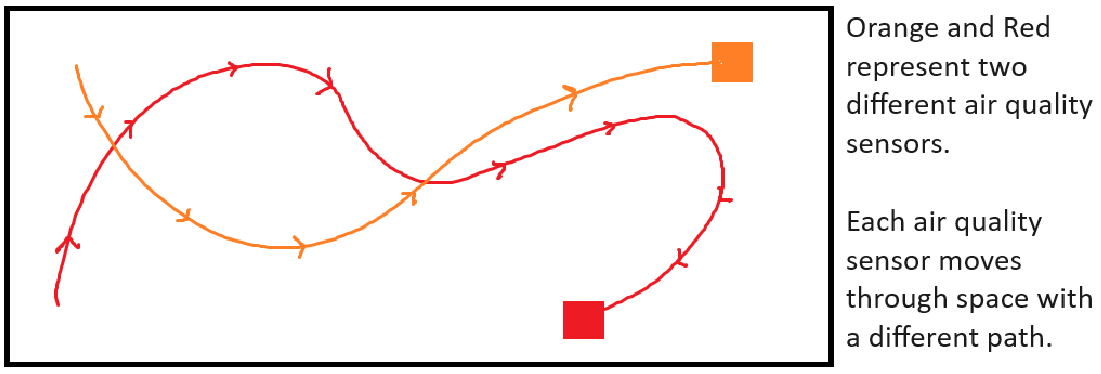 Orange and Red
represent two
different air quality
sensors.
Each air quality
sensor moves
through space with
a different path.